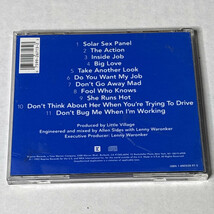 1 Solar Sex Panel
2 The Action
3 Inside Job
4 Big Love
5 Take Another Look
6 Do You Want My Job
7 Don't Go Away Mad
8 Fool Who Knows
9 She Runs Hot
10 Don't Think About Her When You're Trying To Drive
11 Don't Bug Me When I'm Working
Produced by Little Village
Engineered and mixed by Allen Sides with Lenny Waronker
Executive Producer: Lenny Waronker